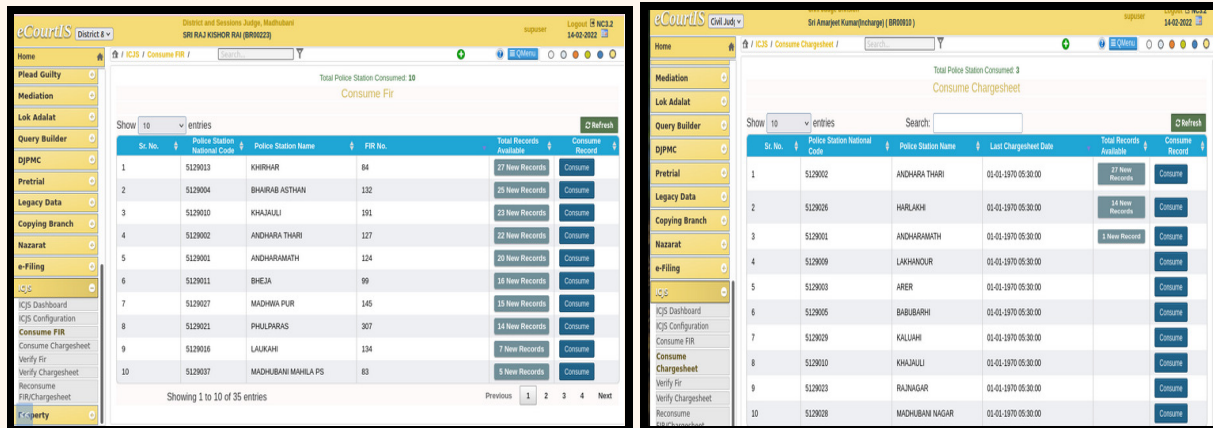 eCourtIS District 8
District and Sessions Judge, Madhubani
SRI RAJ KISHOR RAI (BR00223)
supuser
Logout NC3.2
14-02-2022
Home
/ ICJS / Consume FIR /
Search...
QMenu
Plead Guilty
Mediation
Lok Adalat
Query Builder
DJPMC
Pretrial
Legacy Data
Copying Branch
Nazarat
e-Filing
ICJS
ICJS Dashboard
ICJS Configuration
Consume FIR
Consume Chargesheet
Verify Fir
Verify Chargesheet
Reconsume
FIR/Chargesheet
Total Police Station Consumed: 10
Consume Fir
Show 10 entries
Refresh
Sr. No. Police Station National Code Police Station Name FIR No. Total Records Available Consume Record
1 5129013 KHIRHAR 84 27 New Records Consume
2 5129004 BHAIRAB ASTHAN 132 25 New Records Consume
3 5129010 KHAJAULI 191 23 New Records Consume
4 5129002 ANDHARA THARI 127 22 New Records Consume
5 5129001 ANDHARAMATH 124 20 New Records Consume
6 5129011 BHEJA 99 16 New Records Consume
7 5129027 MADHWA PUR 145 15 New Records Consume
8 5129021 PHULPARAS 307 14 New Records Consume
9 5129016 LAUKAHI 134 7 New Records Consume
10 5129037 MADHUBANI MAHILA PS 83 5 New Records Consume
Showing 1 to 10 of 35 entries
Previous 1 2 3 4 Next
eCourtIS Civil Judg
Sri Amarjeet Kumar(Incharge) ( BR00910 )
supuser
14-02-2022
Home
/ ICJS / Consume Chargesheet /
Search...
QMenu
Mediation
Lok Adalat
Query Builder
DJPMC
Pretrial
Legacy Data
Copying Branch
Nazarat
e-Filing
ICJS
ICJS Dashboard
ICJS Configuration
Consume FIR
Consume
Chargesheet
Verify Fir
Verify Chargesheet
Reconsume
FIR/Chargesheet
Total Police Station Consumed: 3
Consume Chargesheet
Show 10 entries
Search:
Refresh
Sr. No. Police Station National Code Police Station Name Last Chargesheet Date Total Records Available Consume Record
1 5129002 ANDHARA THARI 01-01-1970 05:30:00 27 New Records Consume
2 5129026 HARLAKHI 01-01-1970 05:30:00 14 New Records Consume
3 5129001 ANDHARAMATH 01-01-1970 05:30:00 1 New Record Consume
4 5129009 LAKHANOUR 01-01-1970 05:30:00 Consume
5 5129003 ARER 01-01-1970 05:30:00 Consume
6 5129005 BABUBARHI 01-01-1970 05:30:00 Consume
7 5129029 KALUAHI 01-01-1970 05:30:00 Consume
8 5129010 KHAJAULI 01-01-1970 05:30:00 Consume
9 5129023 RAJNAGAR 01-01-1970 05:30:00 Consume
10 5129028 MADHUBANI NAGAR 01-01-1970 05:30:00 Consume